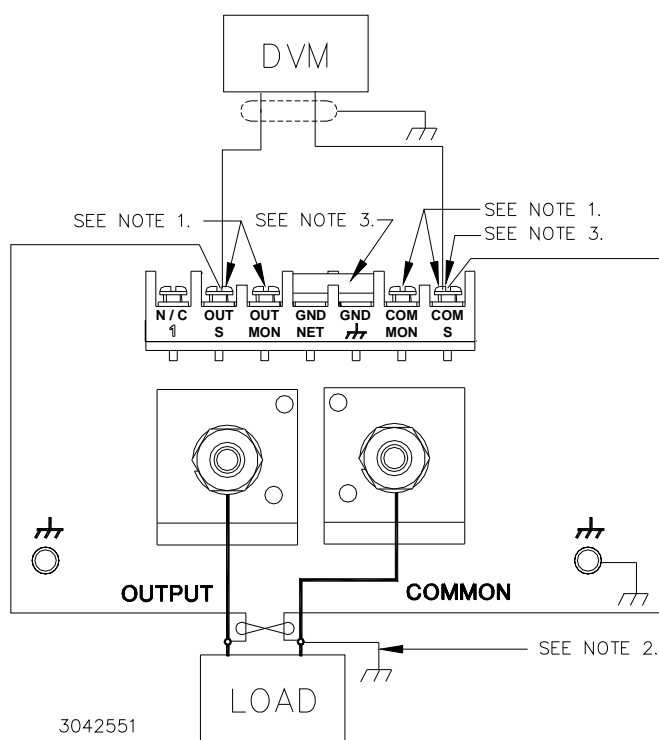 DVM
SEE NOTE 1.
SEE NOTE 3.
SEE NOTE 1.
SEE NOTE 3.
N/C
1
OUT
S
OUT
MON
GND
NET
GND
COM
MON
COM
S
OUTPUT
COMMON
SEE NOTE 2.
LOAD
3042551